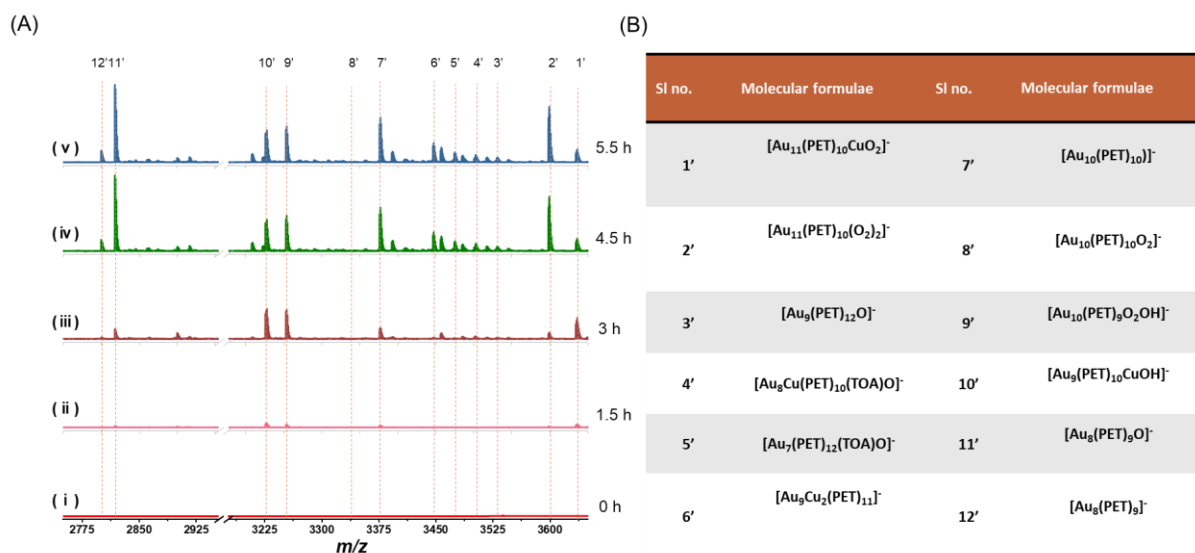 (A)
(B)
12' 11' 10' 9' 8' 7' 6' 5' 4' 3' 2' 1'
( v ) 5.5 h
( iv ) 4.5 h
( iii ) 3 h
( ii ) 1.5 h
( i ) 0 h
2775 2850 2925 3225 3300 3375 3450 3525 3600
m/z
Sl no. Molecular formulae Sl no. Molecular formulae
1' [Au₁₁(PET)₁₀CuO₂]⁻ 7' [Au₁₀(PET)₁₀)]⁻
2' [Au₁₁(PET)₁₀(O₂)₂]⁻ 8' [Au₁₀(PET)₁₀O₂]⁻
3' [Au₉(PET)₁₂O]⁻ 9' [Au₁₀(PET)₉O₂OH]⁻
4' [Au₈Cu(PET)₁₀(TOA)O]⁻ 10' [Au₉(PET)₁₀CuOH]⁻
5' [Au₇(PET)₁₂(TOA)O]⁻ 11' [Au₈(PET)₉O]⁻
6' [Au₉Cu₂(PET)₁₁]⁻ 12' [Au₈(PET)₉]⁻